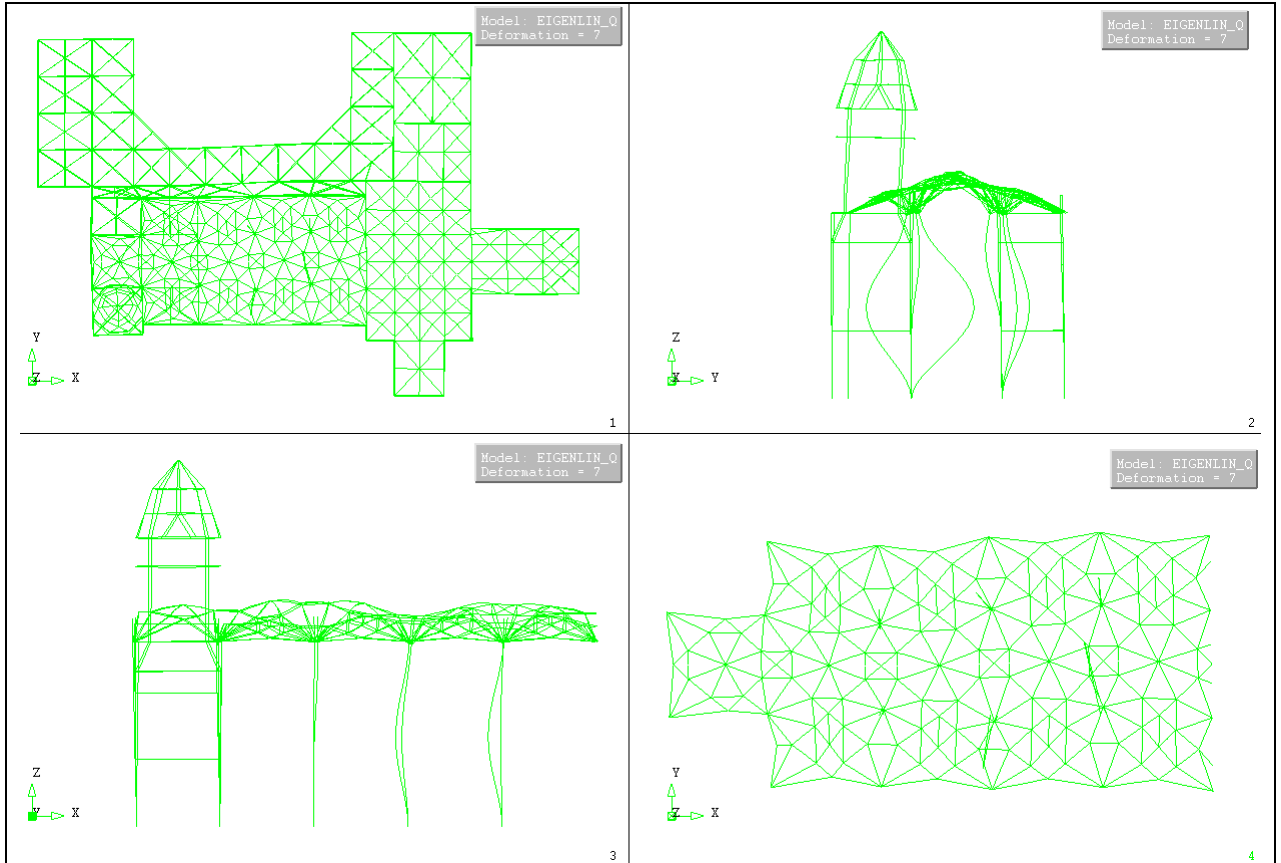 Model: EIGENLIN_Q
Deformation = 7
Y
Z
X
1
Model: EIGENLIN_Q
Deformation = 7
Z
X
Y
2
Model: EIGENLIN_Q
Deformation = 7
Z
Y
X
3
Model: EIGENLIN_Q
Deformation = 7
Y
Z
X
4